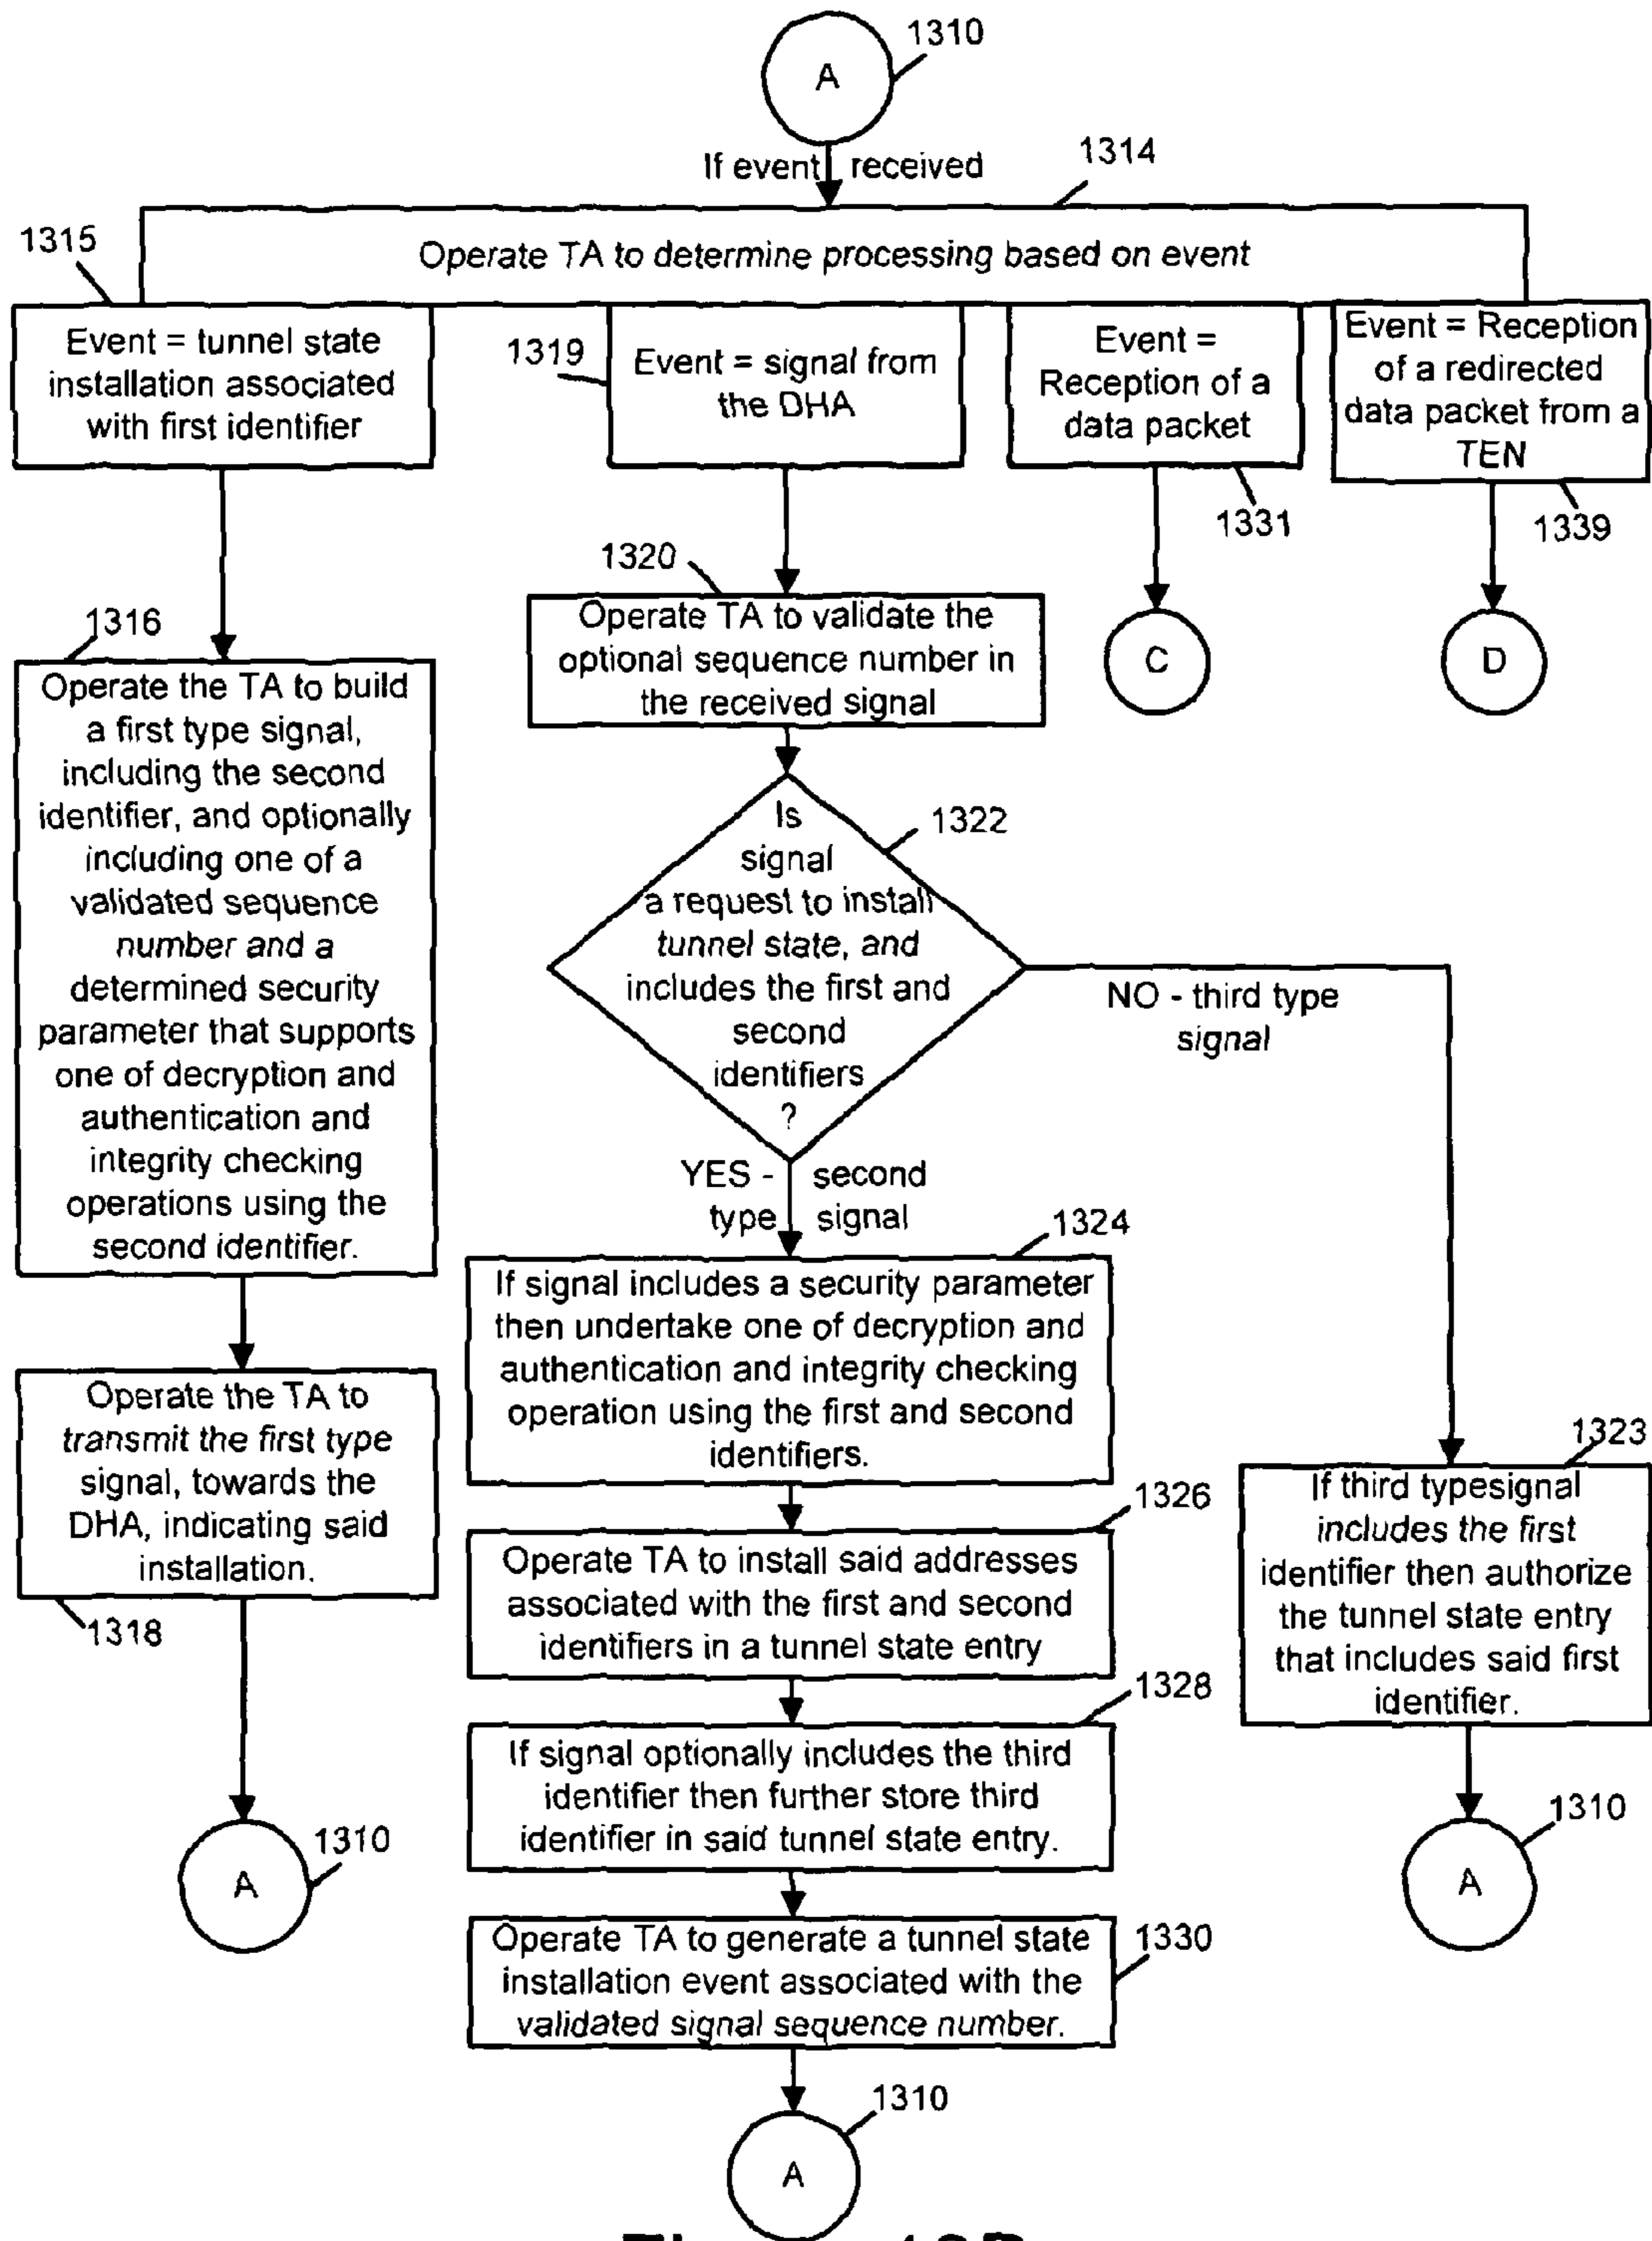 A
1310
If event received
1314
Operate TA to determine processing based on event
1315
Event = tunnel state
installation associated
with first identifier
1319
Event = signal from
the DHA
Event =
Reception of a
data packet
1331
Event = Reception
of a redirected
data packet from a
TEN
1339
C
D
1316
Operate the TA to build
a first type signal,
including the second
identifier, and optionally
including one of a
validated sequence
number and a
determined security
parameter that supports
one of decryption and
authentication and
integrity checking
operations using the
second identifier.
Operate the TA to
transmit the first type
signal, towards the
DHA, indicating said
installation.
1318
A
1310
1320
Operate TA to validate the
optional sequence number in
the received signal
1322
Is
signal
a request to install
tunnel state, and
includes the first and
second
identifiers
?
NO - third type
signal
YES - second
type signal
1324
If signal includes a security parameter
then undertake one of decryption and
authentication and integrity checking
operation using the first and second
identifiers.
1326
Operate TA to install said addresses
associated with the first and second
identifiers in a tunnel state entry
1328
If signal optionally includes the third
identifier then further store third
identifier in said tunnel state entry.
Operate TA to generate a tunnel state
installation event associated with the
validated signal sequence number.
1330
1310
A
1323
If third typesignal
includes the first
identifier then authorize
the tunnel state entry
that includes said first
identifier.
1310
A